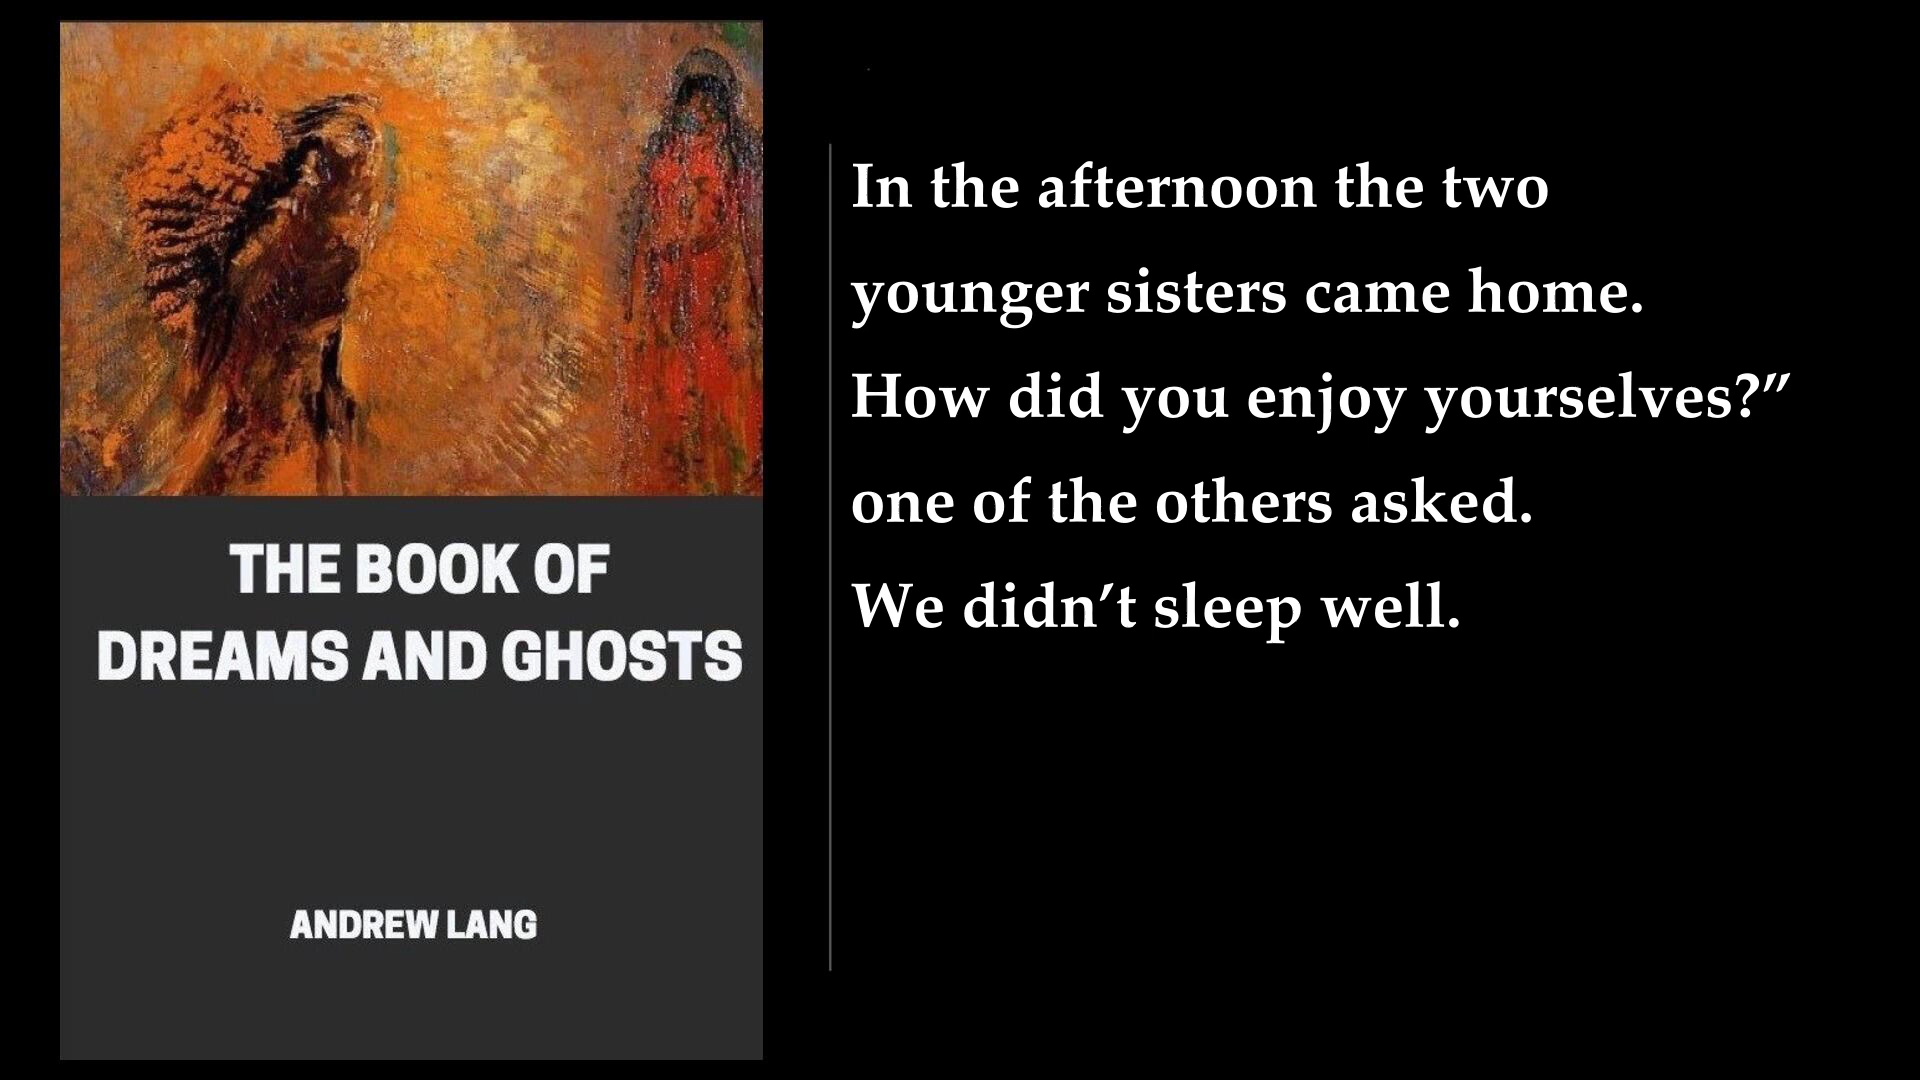 THE BOOK OF
DREAMS AND GHOSTS
ANDREW LANG
In the afternoon the two
younger sisters came home.
How did you enjoy yourselves?”
one of the others asked.
We didn’t sleep well.